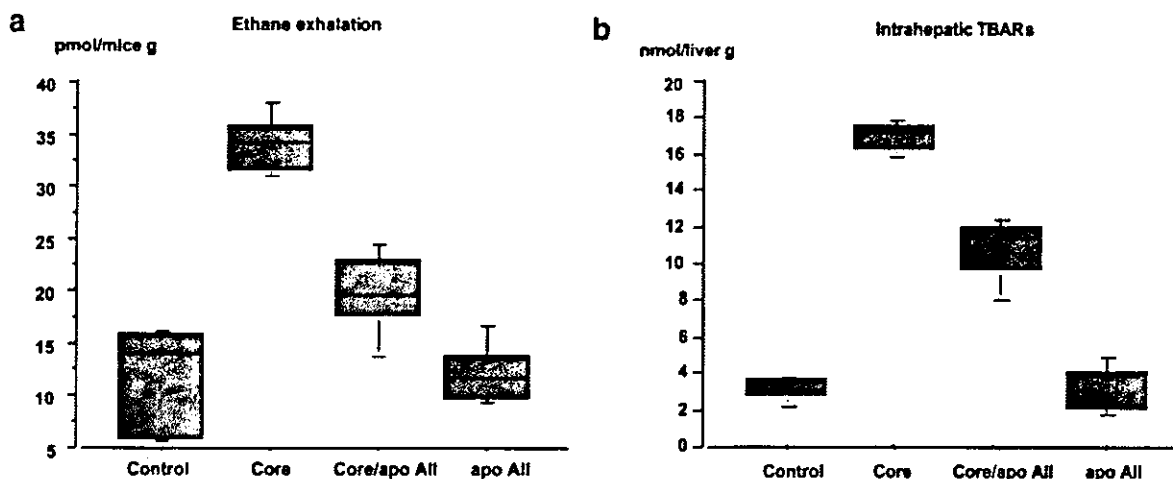 a
Ethane exhalation
pmol/mice g
40
35
30
25
20
15
10
5
Control Core Core/apo AII apo AII
b
Intrahepatic TBARs
nmol/liver g
20
18
16
14
12
10
8
6
4
2
0
Control Core Core/apo AII apo AII